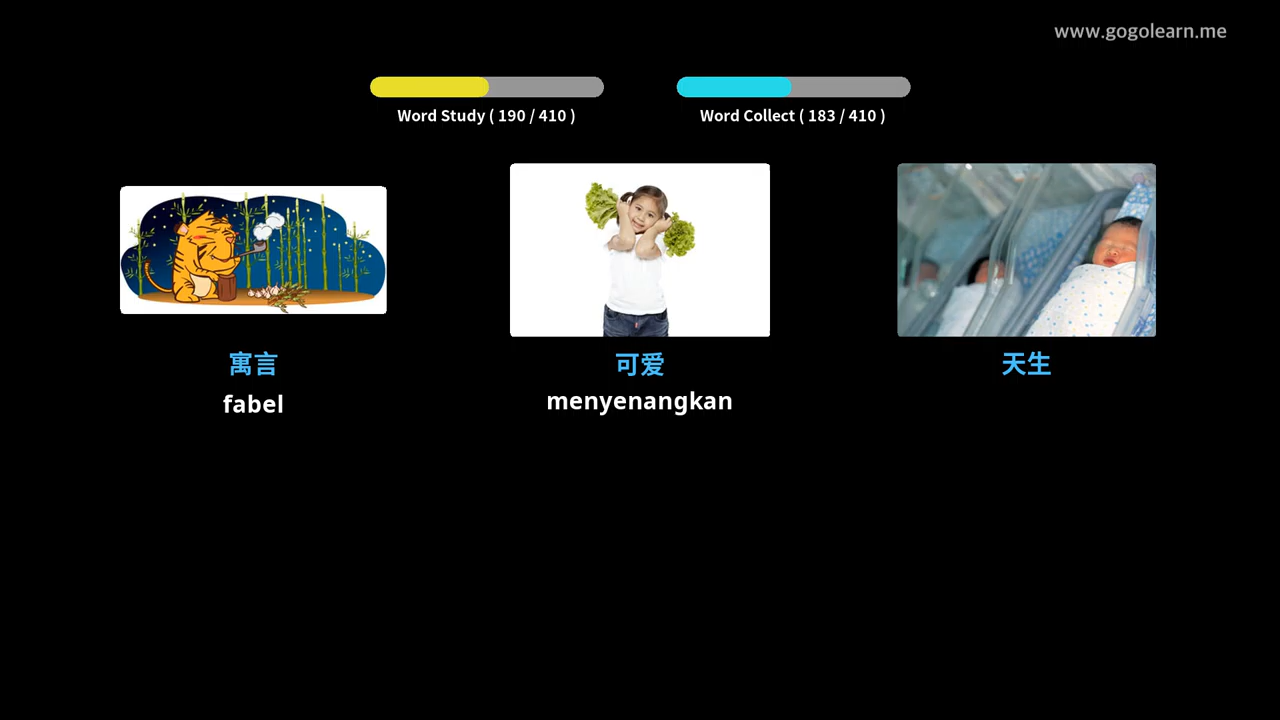 www.gogolearn.me
Word Study ( 190 / 410 )
Word Collect ( 183 / 410 )
寓言
可爱
天生
fabel
menyenangkan